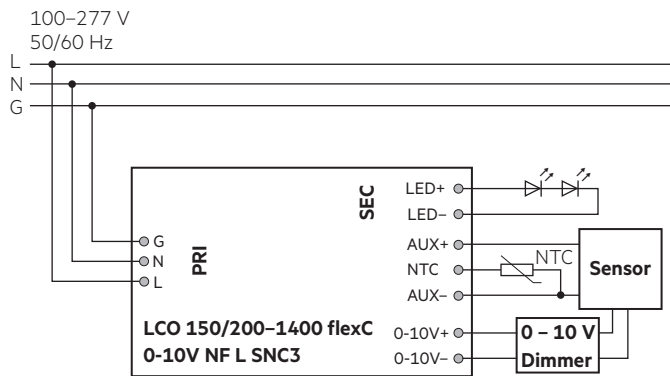 100–277 V
50/60 Hz
L
N
G
LED+
SEC
LED–
G
N
L
PRI
AUX+
NTC
AUX–
NTC
Sensor
LCO 150/200–1400 flexC
0-10V NF L SNC3
0-10V+
0-10V–
0 – 10 V
Dimmer